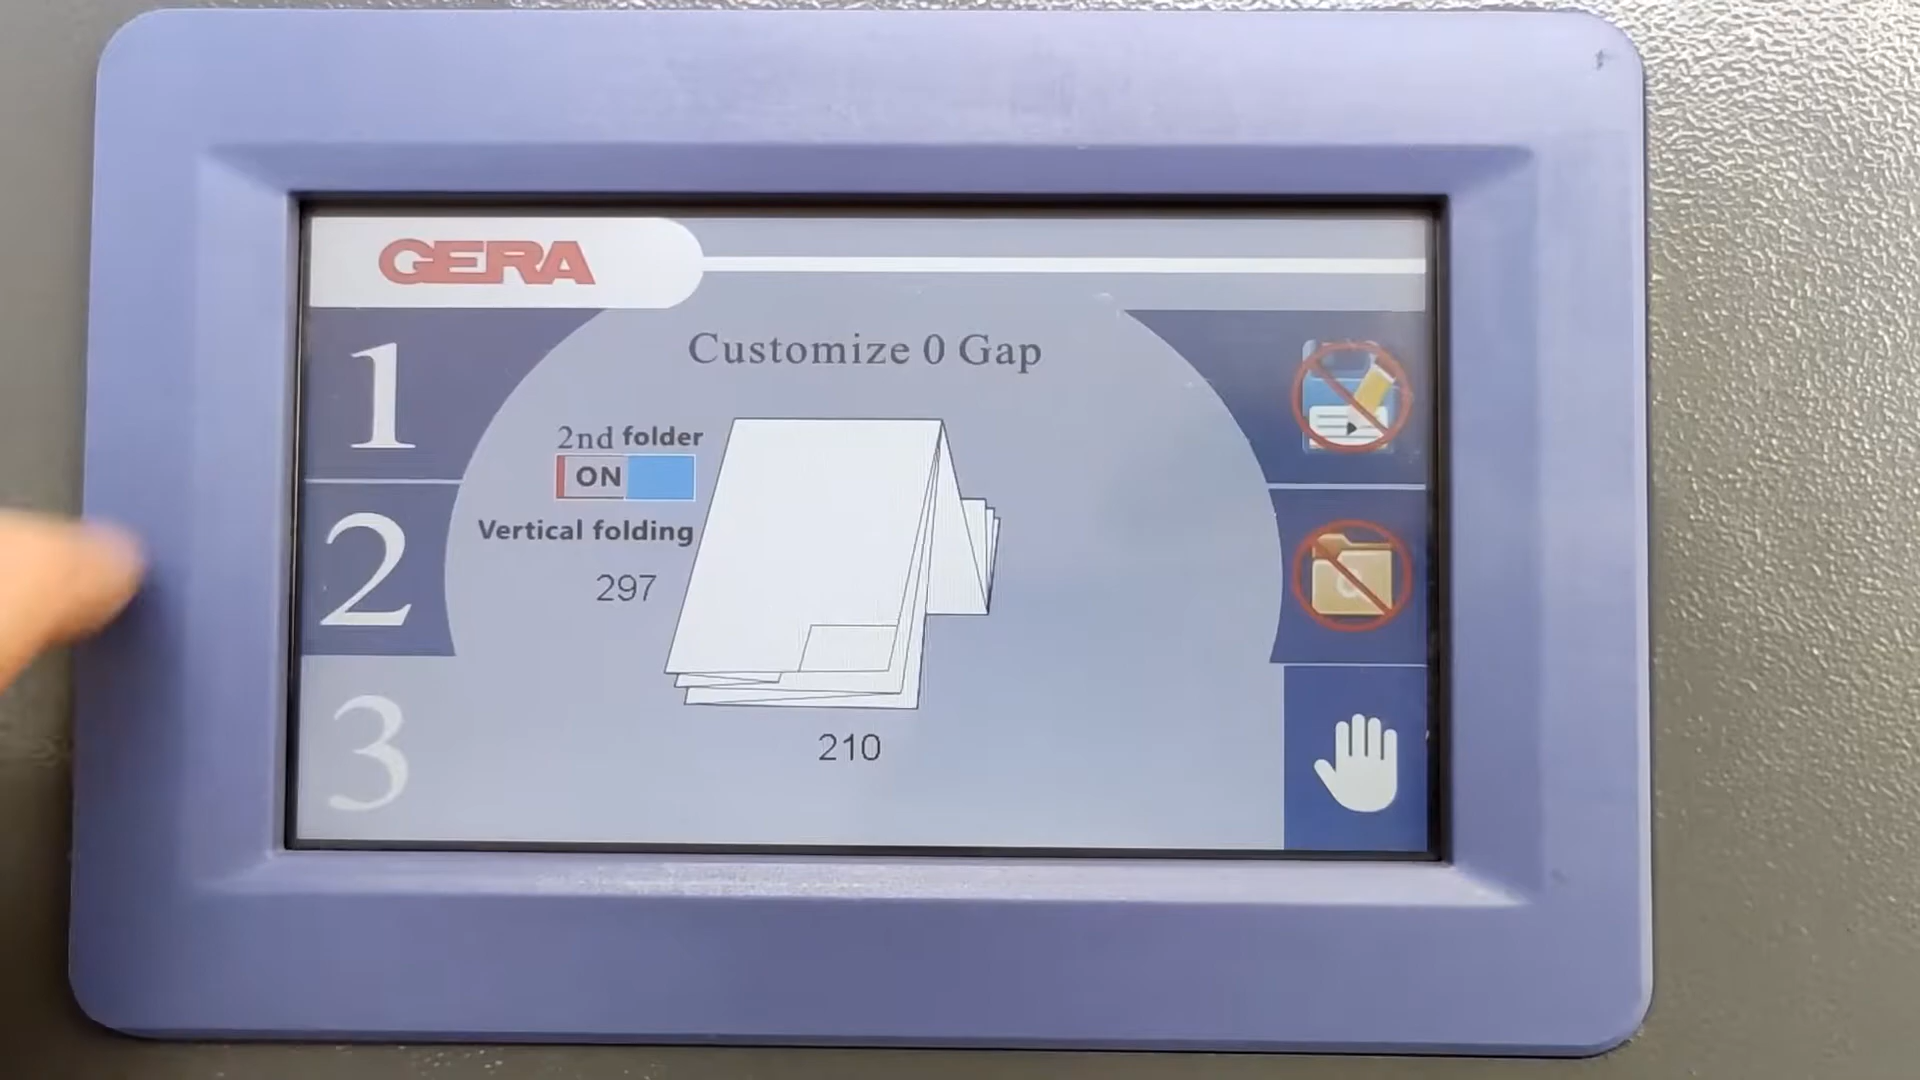 GERA
Customize 0 Gap
1
2nd folder
ON
Vertical folding
2
297
3
210